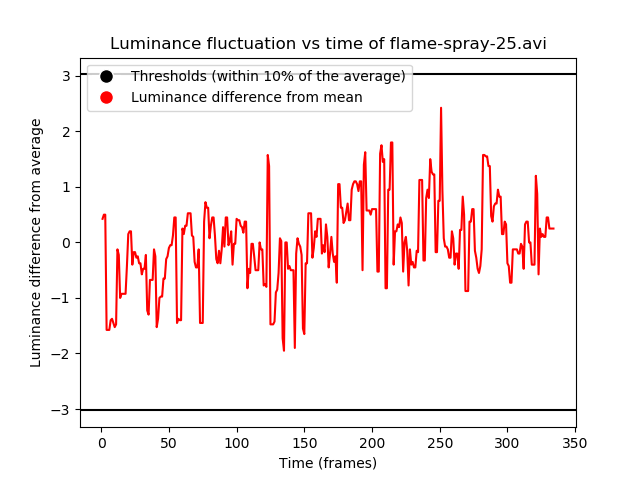 Luminance fluctuation vs time of flame-spray-25.avi
Thresholds (within 10% of the average)
Luminance difference from mean
Luminance difference from average
3
2
1
0
−1
−2
−3
0 50 100 150 200 250 300 350
Time (frames)